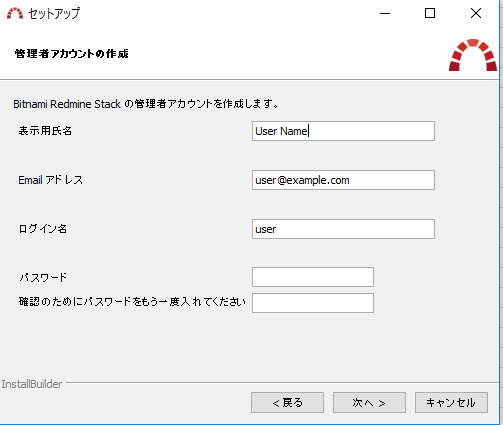 セットアップ
管理者アカウントの作成
Bitnami Redmine Stack の管理者アカウントを作成します。
表示用氏名 User Name
Email アドレス user@example.com
ログイン名 user
パスワード
確認のためにパスワードをもう一度入れてください
InstallBuilder
< 戻る 次へ > キャンセル